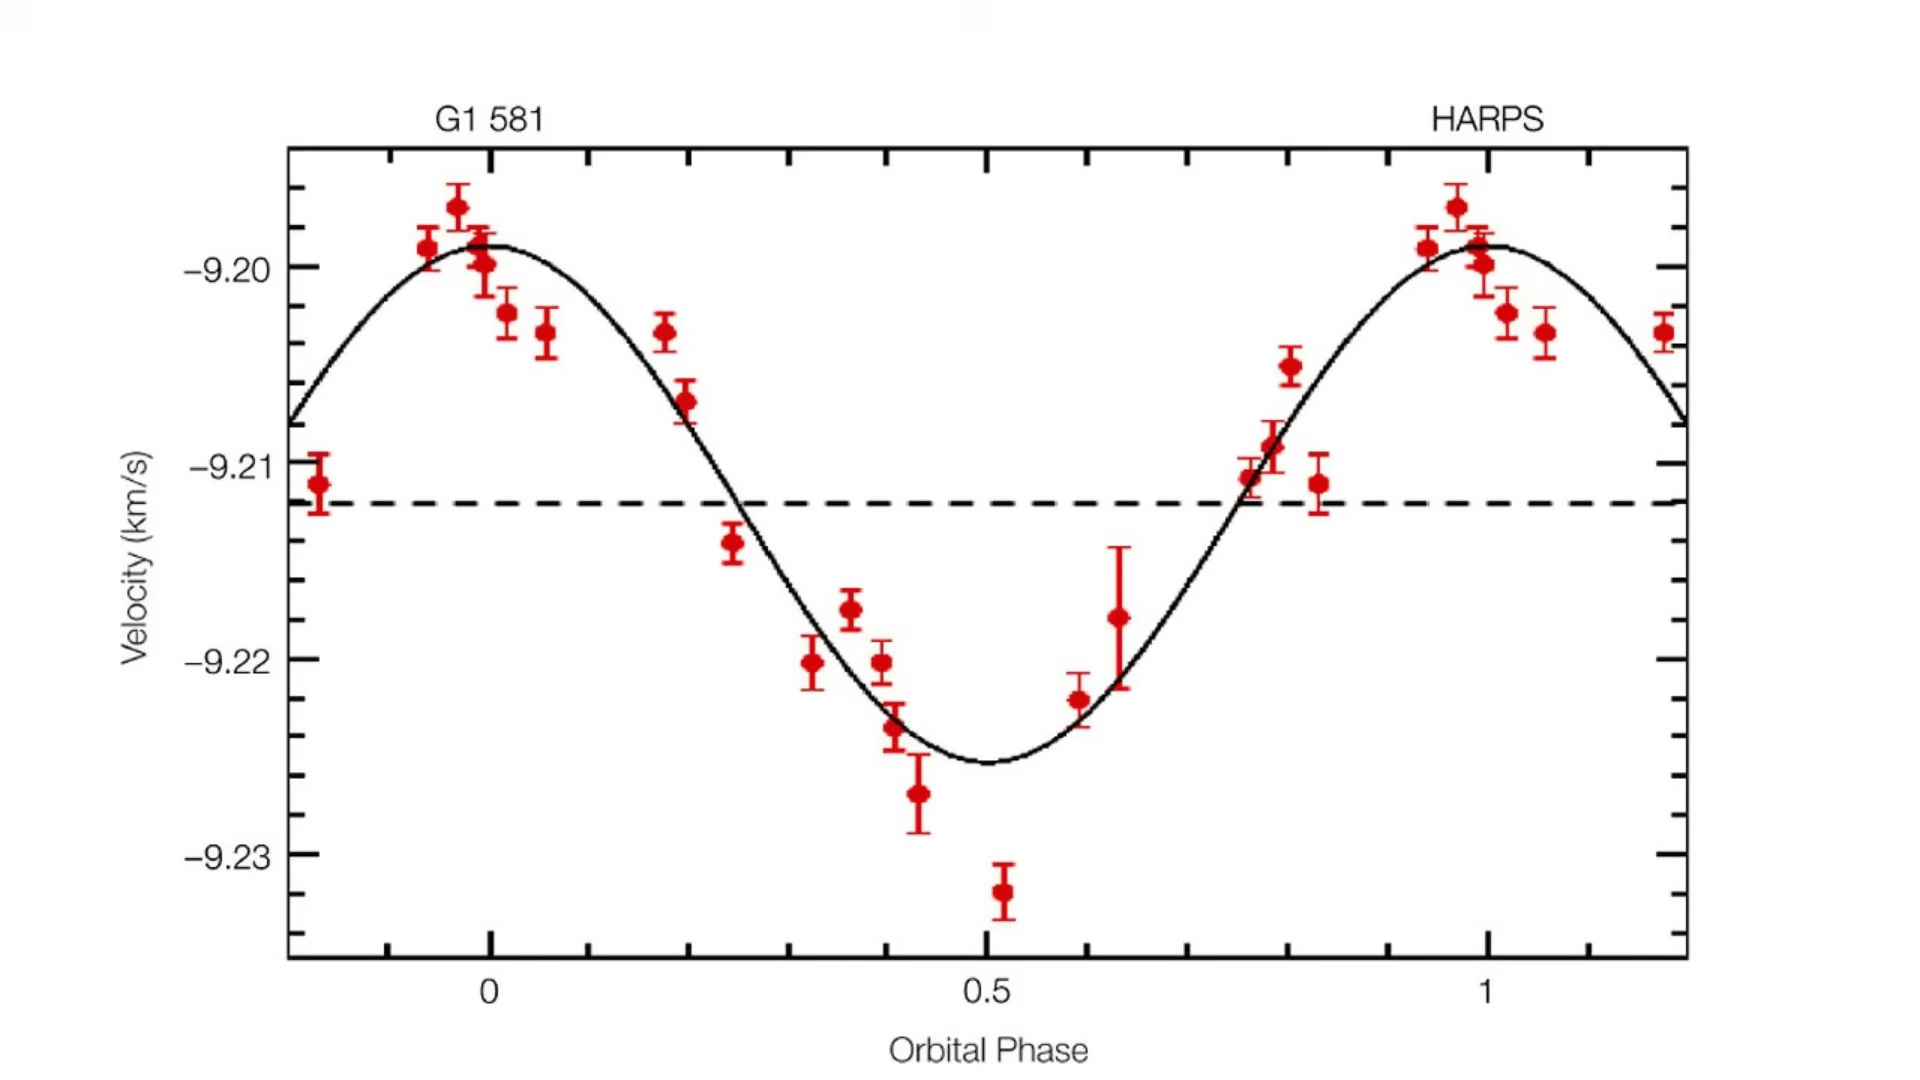 G1 581
HARPS
−9.20
−9.21
−9.22
−9.23
Velocity (km/s)
0
0.5
1
Orbital Phase